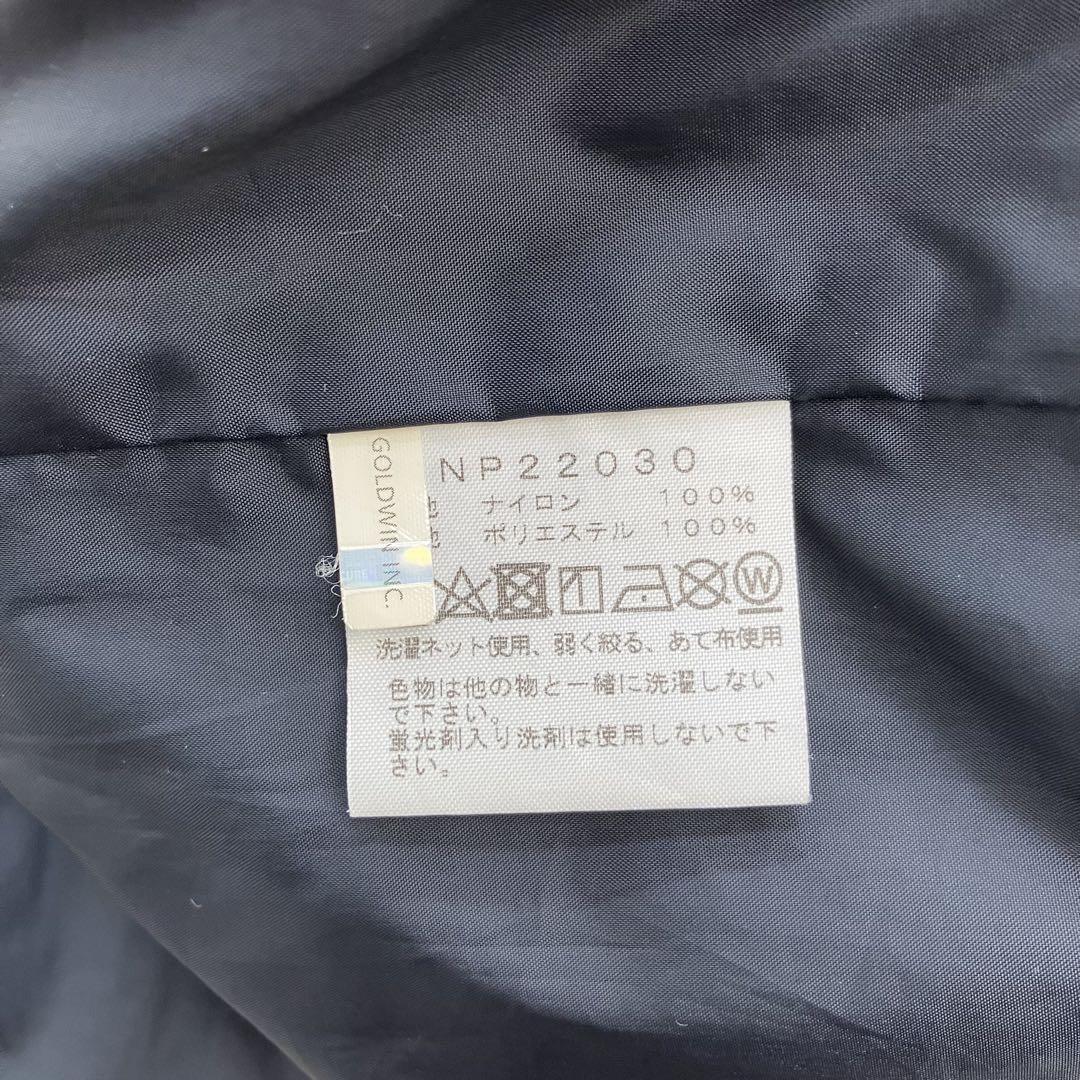 GOLDWIN INC.
NP22030
ナイロン 100%
ポリエステル 100%
W
洗濯ネット使用、弱く絞る、あて布使用
色物は他の物と一緒に洗濯しない
で下さい。
蛍光剤入り洗剤は使用しないで下
さい。